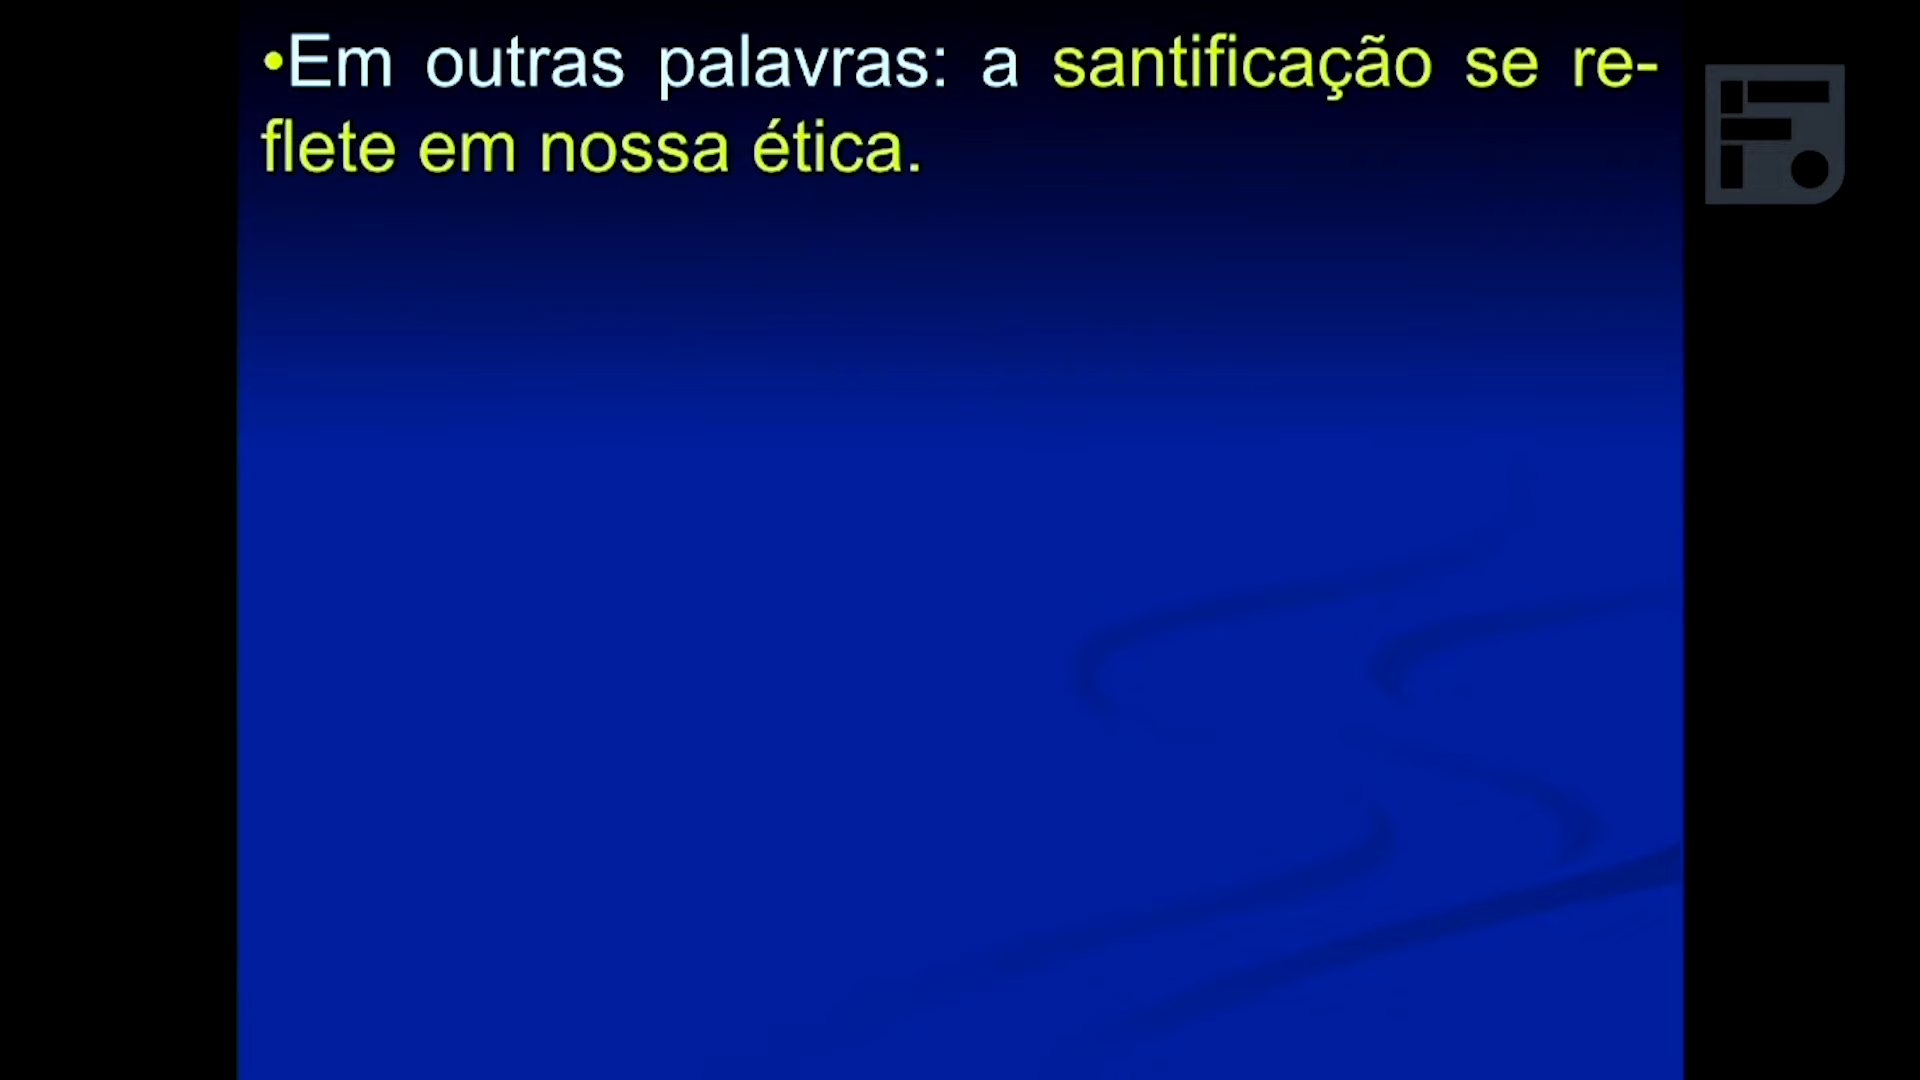 •Em outras palavras: a santificação se re-
flete em nossa ética.